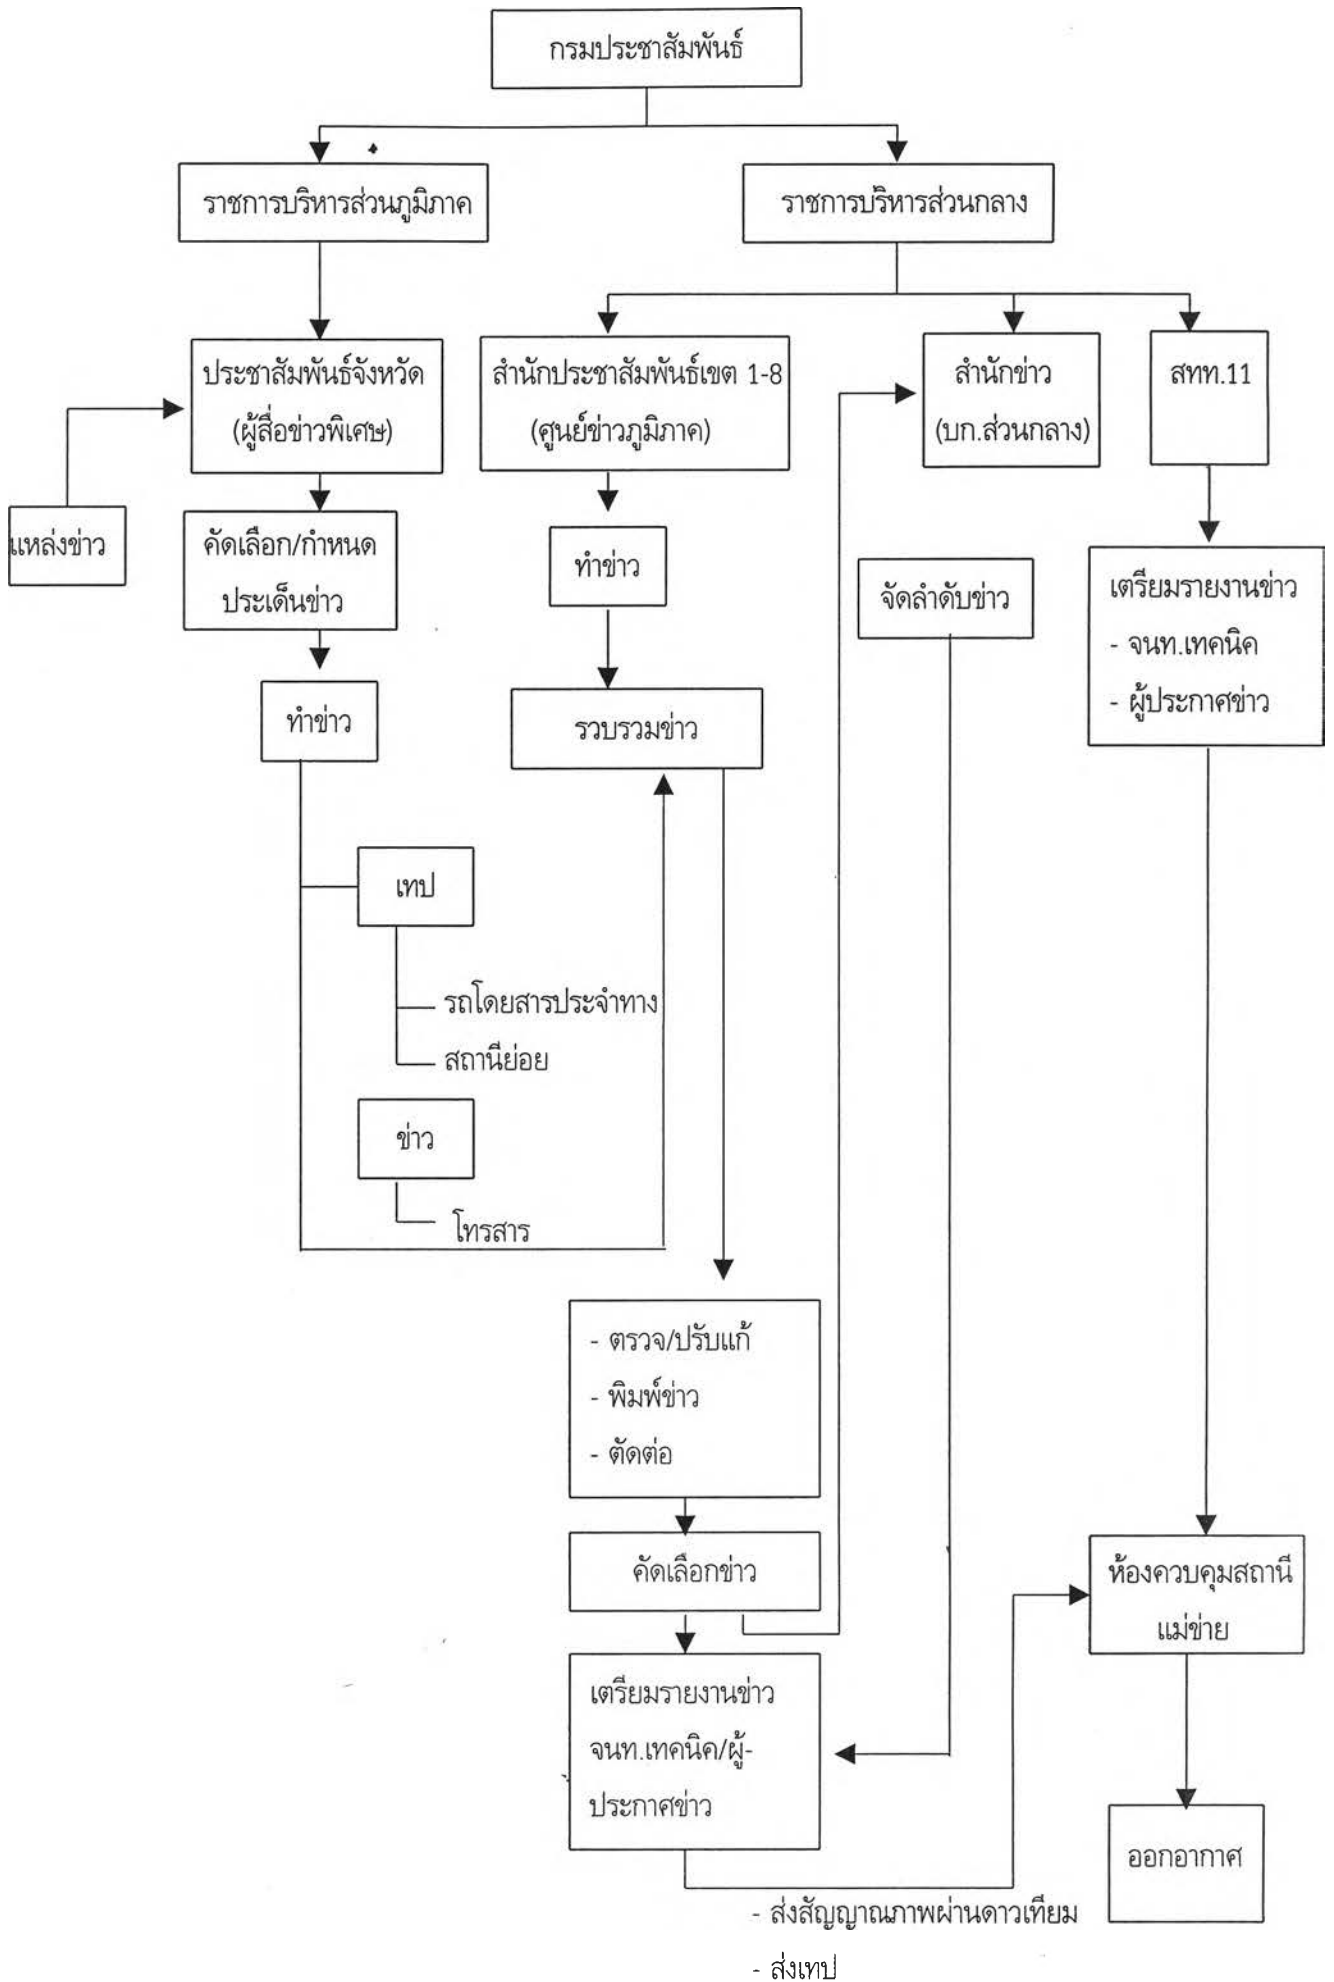 กรมประชาสัมพันธ์
ราชการบริหารส่วนภูมิภาค
ราชการบริหารส่วนกลาง
ประชาสัมพันธ์จังหวัด
(ผู้สื่อข่าวพิเศษ)
สำนักประชาสัมพันธ์เขต 1-8
(ศูนย์ข่าวภูมิภาค)
สำนักข่าว
(บก.ส่วนกลาง)
สทท.11
แหล่งข่าว
คัดเลือก/กำหนด
ประเด็นข่าว
ทำข่าว
จัดลำดับข่าว
เตรียมรายงานข่าว
- จนท.เทคนิค
- ผู้ประกาศข่าว
ทำข่าว
รวบรวมข่าว
เทป
รถโดยสารประจำทาง
สถานีย่อย
ข่าว
โทรสาร
- ตรวจ/ปรับแก้
- พิมพ์ข่าว
- ตัดต่อ
คัดเลือกข่าว
ห้องควบคุมสถานี
แม่ข่าย
เตรียมรายงานข่าว
จนท.เทคนิค/ผู้-
ประกาศข่าว
ออกอากาศ
- ส่งสัญญาณภาพผ่านดาวเทียม
- ส่งเทป